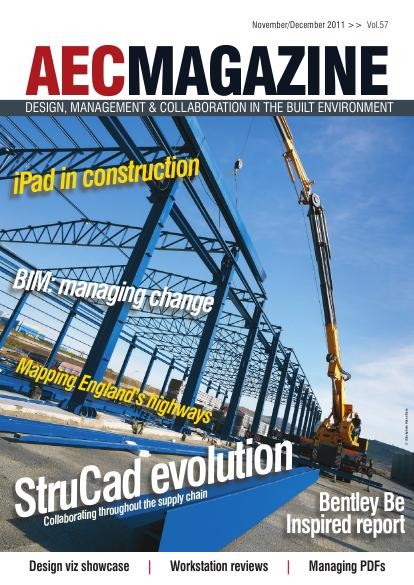 November/December 2011 >> Vol.57
AECMAGAZINE
DESIGN, MANAGEMENT & COLLABORATION IN THE BUILT ENVIRONMENT
iPad in construction
BIM: managing change
Mapping England's highways
StruCad evolution
Collaborating throughout the supply chain
Bentley Be
Inspired report
Design viz showcase | Workstation reviews | Managing PDFs